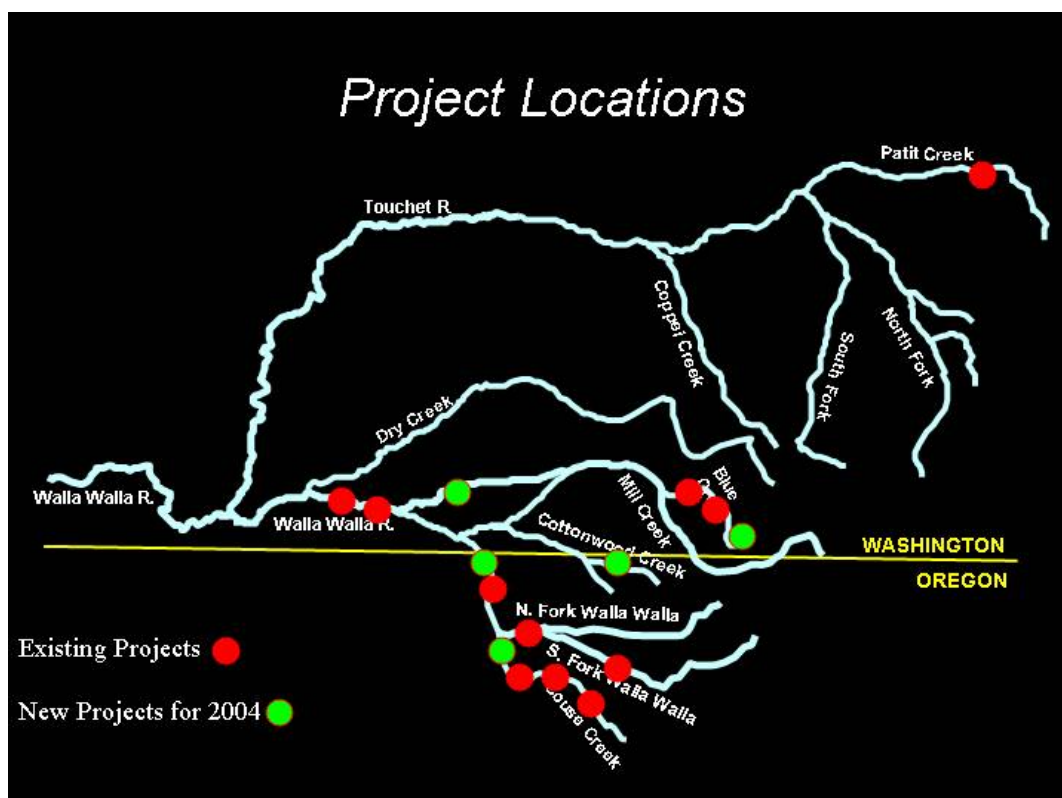 Project Locations
Patit Creek
Touchet R.
Coppei Creek
South Fork
North Fork
Dry Creek
Walla Walla R.
Walla Walla R.
Mill Creek
Blue
Cottonwood Creek
WASHINGTON
OREGON
N. Fork Walla Walla
S. Fork Walla Walla
Couse Creek
Existing Projects
New Projects for 2004